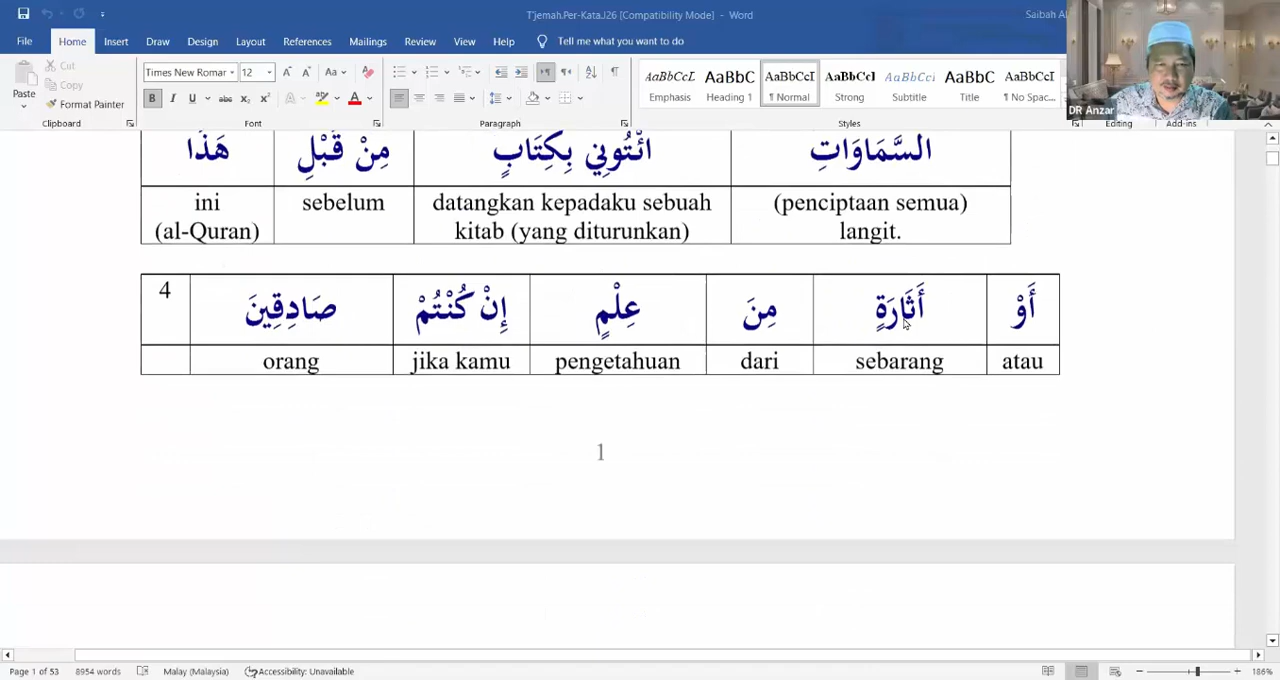 T'jemah.Per-Kata.J26 [Compatibility Mode] - Word
Saibah Al
File Home Insert Draw Design Layout References Mailings Review View Help Tell me what you want to do
Paste
Cut
Copy
Format Painter
Clipboard
Times New Roman 12
Font
Paragraph
AaBbCcL AaBbC AaBbCcI AaBbCcI AaBbCcI AaBbC AaBbCcI
Emphasis Heading 1 ¶ Normal Strong Subtitle Title ¶ No Spac...
Styles
Editing
Add-ins
DR Anzar
السَّمَاوَاتِ ائْتُونِي بِكِتَابٍ مِنْ قَبْلِ هَذَا
(penciptaan semua) langit.
datangkan kepadaku sebuah kitab (yang diturunkan)
sebelum
ini (al-Quran)
أَوْ أَثَارَةٍ مِنَ عِلْمٍ إِنْ كُنْتُمْ صَادِقِينَ 4
atau sebarang dari pengetahuan jika kamu orang
1
Page 1 of 53 8954 words Malay (Malaysia) Accessibility: Unavailable 186%